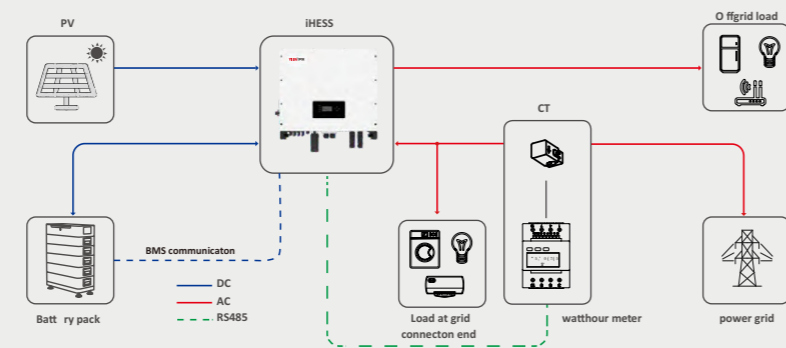 PV
iHESS
O ffgrid load
CT
BMS communicaton
DC
AC
RS485
Batt ry pack
Load at grid
connecton end
watthour meter
power grid